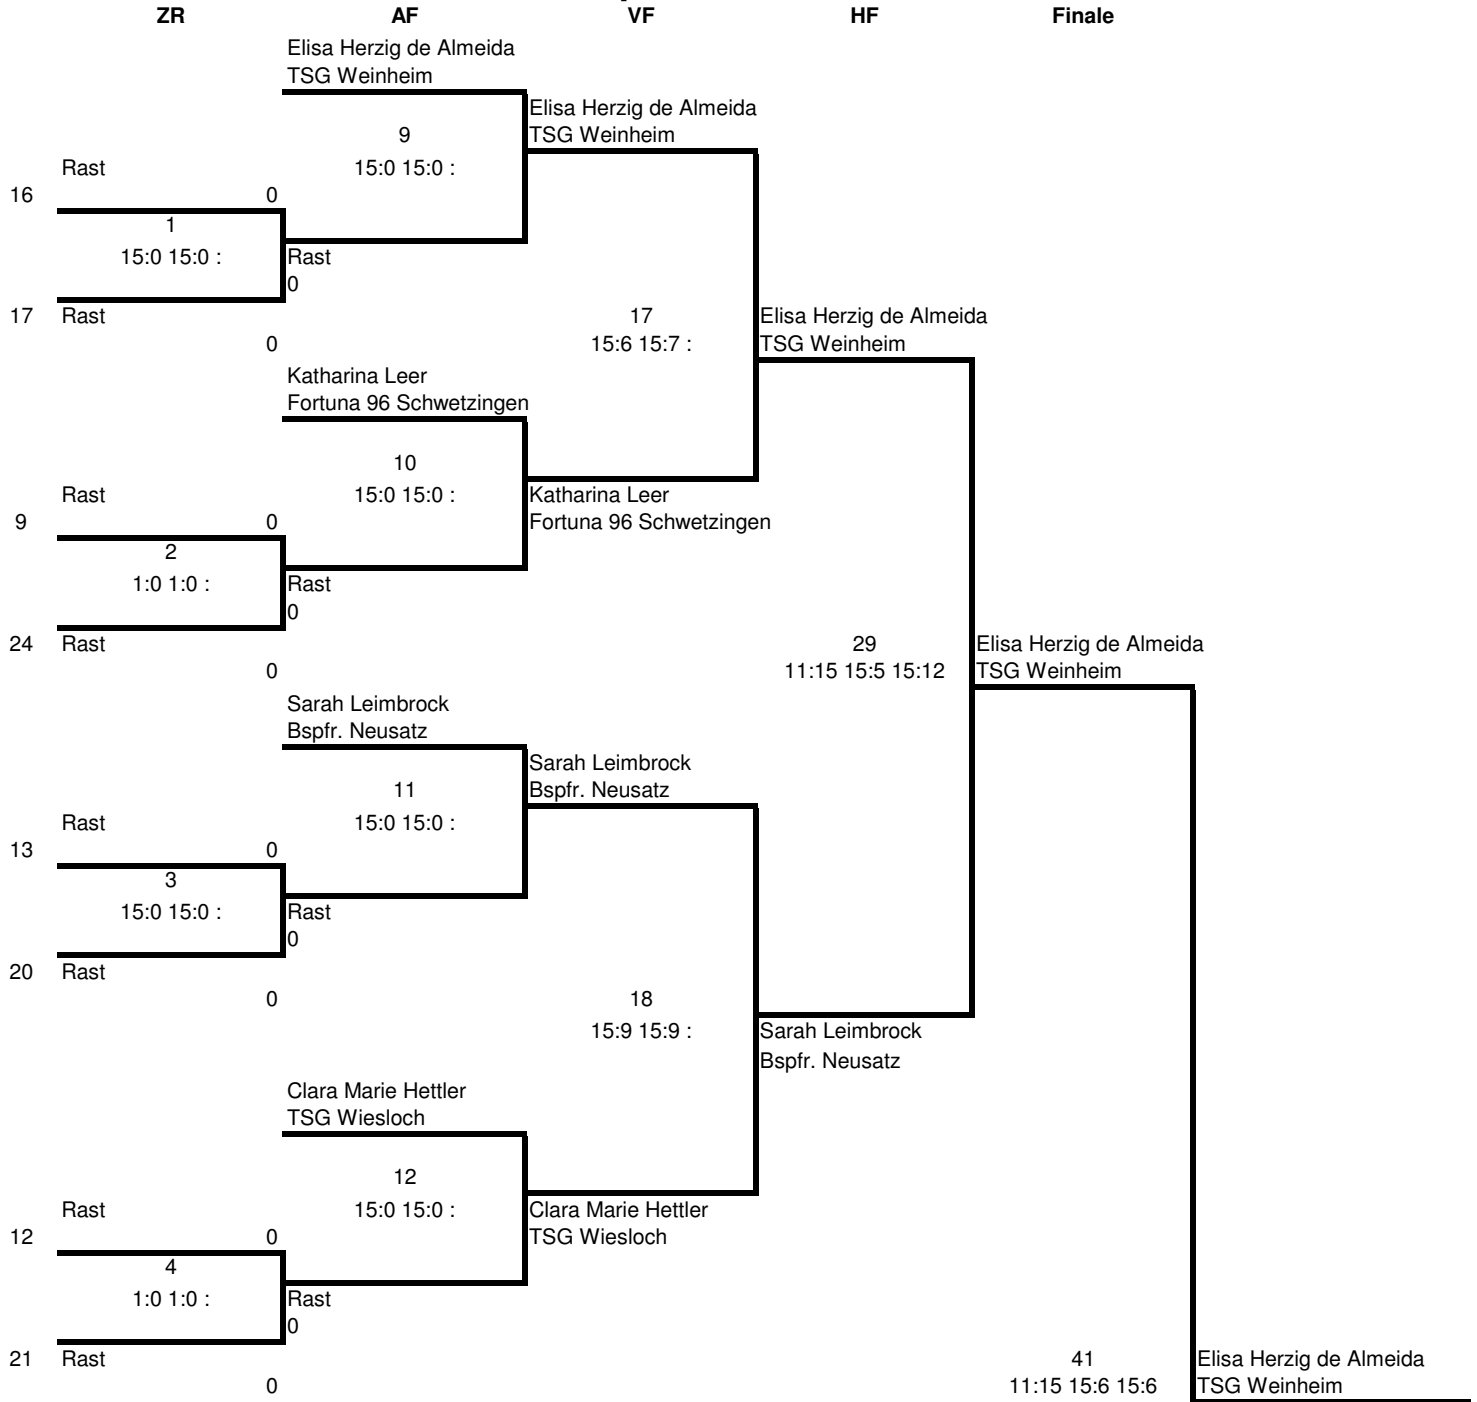 ZR AF VF HF Finale
Elisa Herzig de Almeida
TSG Weinheim
Elisa Herzig de Almeida
9 TSG Weinheim
Rast 15:0 15:0 :
16 0
1
15:0 15:0 : Rast
0
17 Rast 17 Elisa Herzig de Almeida
0 15:6 15:7 : TSG Weinheim
Katharina Leer
Fortuna 96 Schwetzingen
10
Rast 15:0 15:0 : Katharina Leer
9 0 Fortuna 96 Schwetzingen
2
1:0 1:0 : Rast
0
24 Rast 29 Elisa Herzig de Almeida
0 11:15 15:5 15:12 TSG Weinheim
Sarah Leimbrock
Bspfr. Neusatz
Sarah Leimbrock
11 Bspfr. Neusatz
Rast 15:0 15:0 :
13 0
3
15:0 15:0 : Rast
0
20 Rast
0 18
15:9 15:9 : Sarah Leimbrock
Bspfr. Neusatz
Clara Marie Hettler
TSG Wiesloch
12
Rast 15:0 15:0 : Clara Marie Hettler
12 0 TSG Wiesloch
4
1:0 1:0 : Rast
0
21 Rast 41 Elisa Herzig de Almeida
0 11:15 15:6 15:6 TSG Weinheim